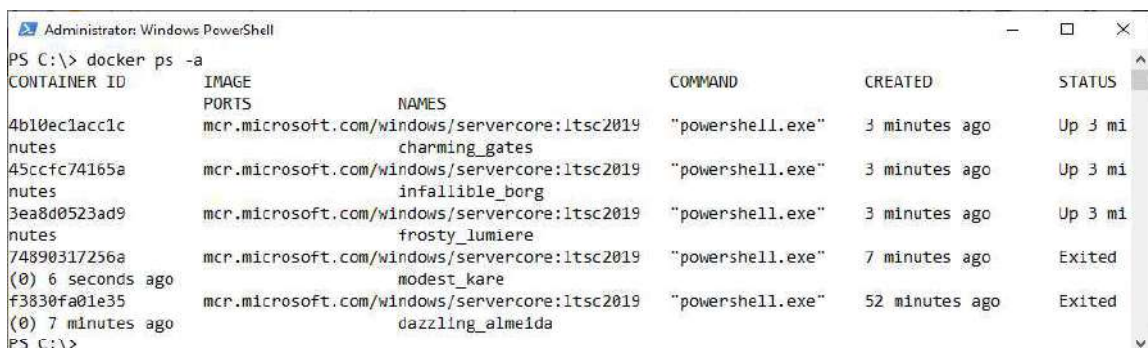 Administrator: Windows PowerShell
PS C:\> docker ps -a
CONTAINER ID IMAGE COMMAND CREATED STATUS
PORTS NAMES
4b10ec1acc1c mcr.microsoft.com/windows/servercore:ltsc2019 "powershell.exe" 3 minutes ago Up 3 mi
nutes charming_gates
45ccfc74165a mcr.microsoft.com/windows/servercore:ltsc2019 "powershell.exe" 3 minutes ago Up 3 mi
nutes infallible_borg
3ea8d0523ad9 mcr.microsoft.com/windows/servercore:ltsc2019 "powershell.exe" 3 minutes ago Up 3 mi
nutes frosty_lumiere
74890317256a mcr.microsoft.com/windows/servercore:ltsc2019 "powershell.exe" 7 minutes ago Exited
(0) 6 seconds ago modest_kare
f3830fa01e35 mcr.microsoft.com/windows/servercore:ltsc2019 "powershell.exe" 52 minutes ago Exited
(0) 7 minutes ago dazzling_almeida
PS C:\>